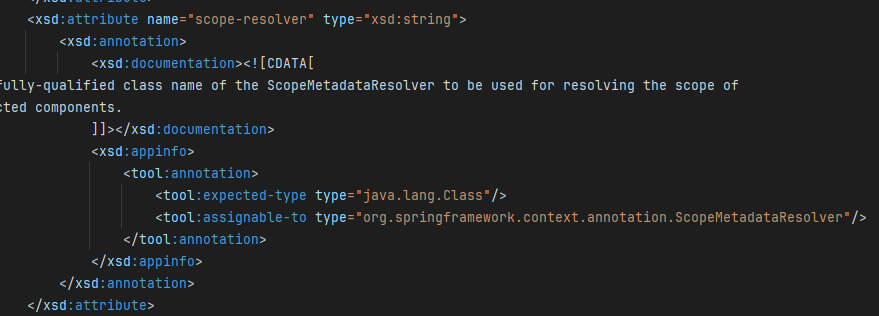 <xsd:attribute name="scope-resolver" type="xsd:string">
<xsd:annotation>
<xsd:documentation><![CDATA[
fully-qualified class name of the ScopeMetadataResolver to be used for resolving the scope of
cted components.
]]></xsd:documentation>
<xsd:appinfo>
<tool:annotation>
<tool:expected-type type="java.lang.Class"/>
<tool:assignable-to type="org.springframework.context.annotation.ScopeMetadataResolver"/>
</tool:annotation>
</xsd:appinfo>
</xsd:annotation>
</xsd:attribute>